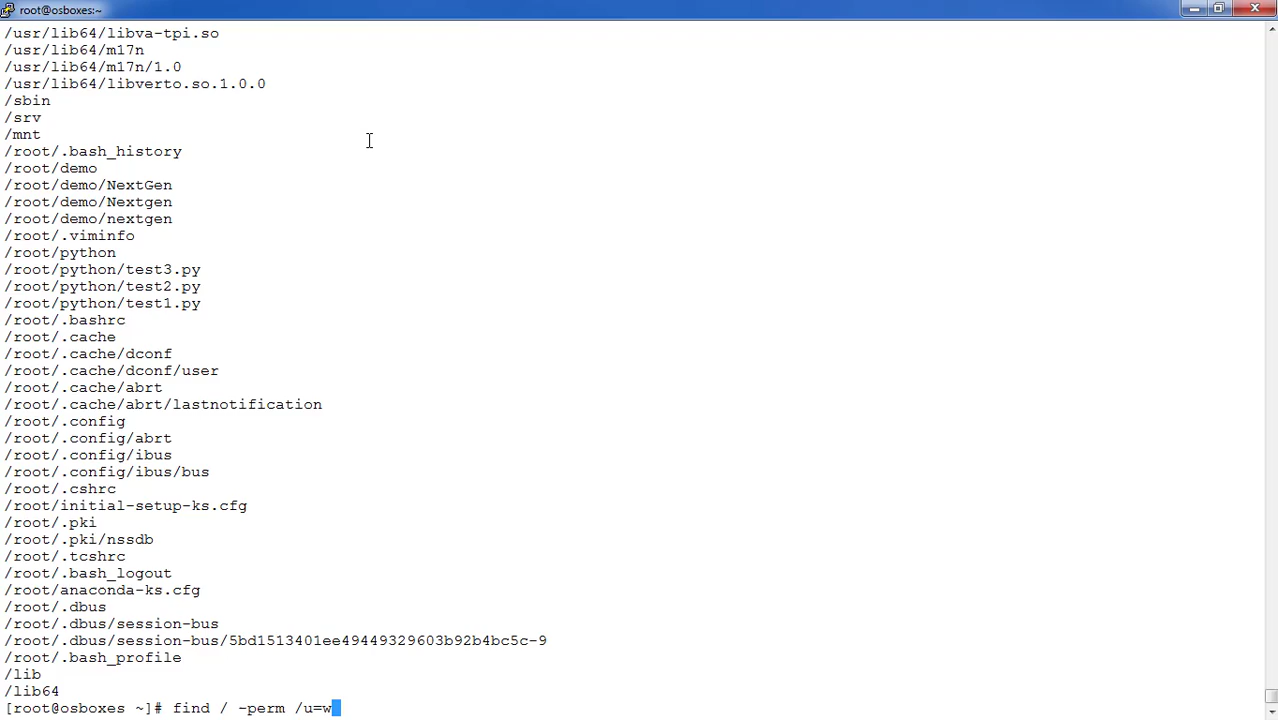 root@osboxes:~
/usr/lib64/libva-tpi.so
/usr/lib64/m17n
/usr/lib64/m17n/1.0
/usr/lib64/libverto.so.1.0.0
/sbin
/srv
/mnt
/root/.bash_history
/root/demo
/root/demo/NextGen
/root/demo/Nextgen
/root/demo/nextgen
/root/.viminfo
/root/python
/root/python/test3.py
/root/python/test2.py
/root/python/test1.py
/root/.bashrc
/root/.cache
/root/.cache/dconf
/root/.cache/dconf/user
/root/.cache/abrt
/root/.cache/abrt/lastnotification
/root/.config
/root/.config/abrt
/root/.config/ibus
/root/.config/ibus/bus
/root/.cshrc
/root/initial-setup-ks.cfg
/root/.pki
/root/.pki/nssdb
/root/.tcshrc
/root/.bash_logout
/root/anaconda-ks.cfg
/root/.dbus
/root/.dbus/session-bus
/root/.dbus/session-bus/5bd1513401ee49449329603b92b4bc5c-9
/root/.bash_profile
/lib
/lib64
[root@osboxes ~]# find / -perm /u=w